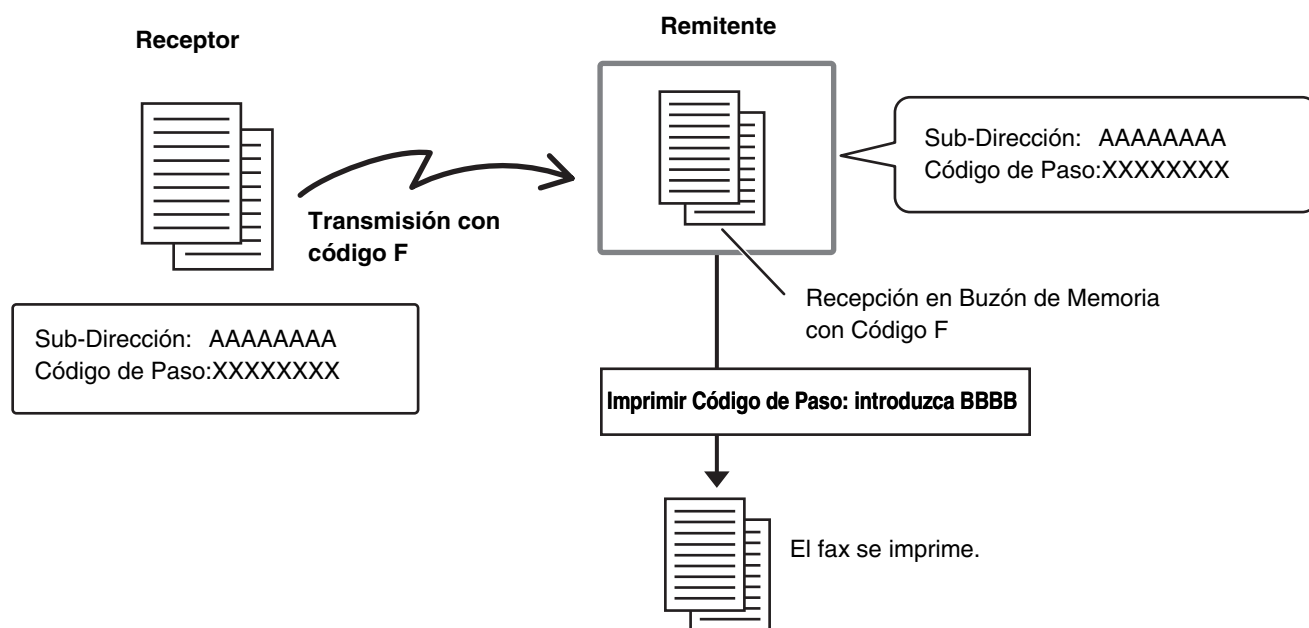 Receptor
Remitente
Sub-Dirección: AAAAAAAA
Código de Paso:XXXXXXXX
Transmisión con
código F
Recepción en Buzón de Memoria
con Código F
Sub-Dirección: AAAAAAAA
Código de Paso:XXXXXXXX
Imprimir Código de Paso: introduzca BBBB
El fax se imprime.